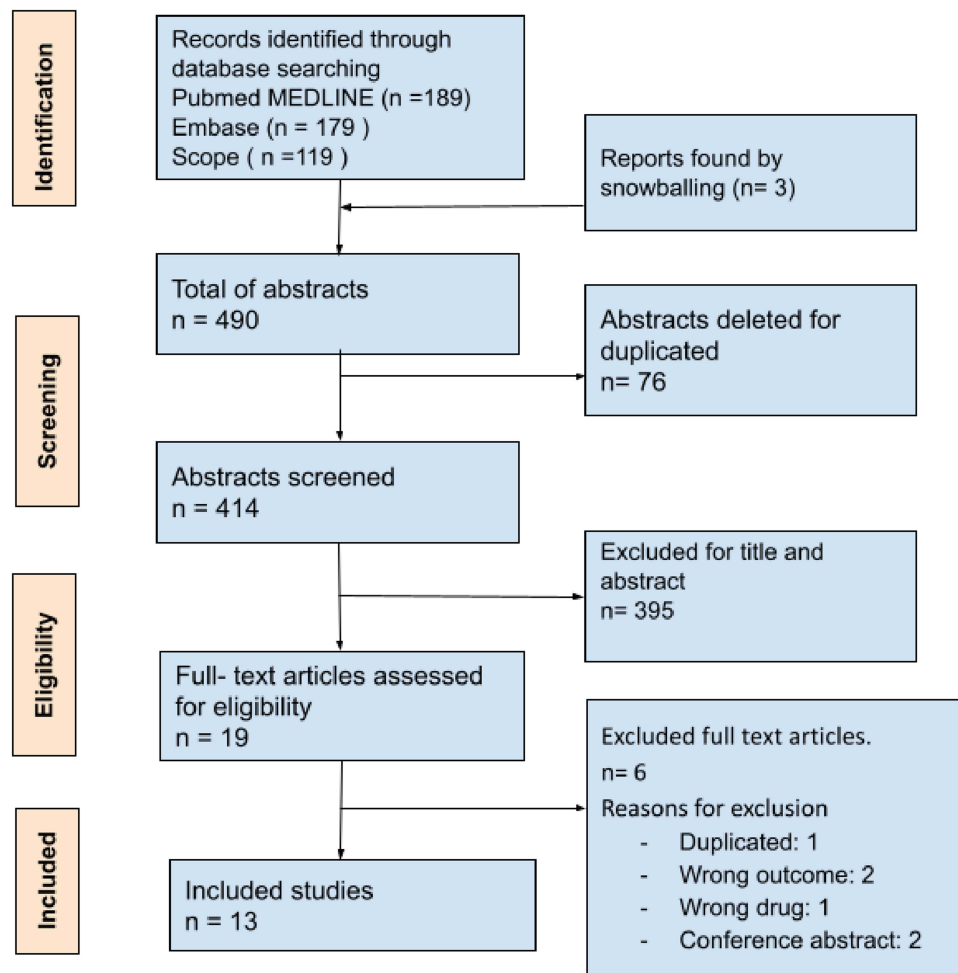 Identification
Records identified through
database searching
Pubmed MEDLINE (n =189)
Embase (n = 179 )
Scope ( n =119 )
Reports found by
snowballing (n= 3)
Total of abstracts
n = 490
Screening
Abstracts deleted for
duplicated
n= 76
Abstracts screened
n = 414
Excluded for title and
abstract
n= 395
Eligibility
Full- text articles assessed
for eligibility
n = 19
Excluded full text articles.
n= 6
Reasons for exclusion
- Duplicated: 1
- Wrong outcome: 2
- Wrong drug: 1
- Conference abstract: 2
Included
Included studies
n = 13